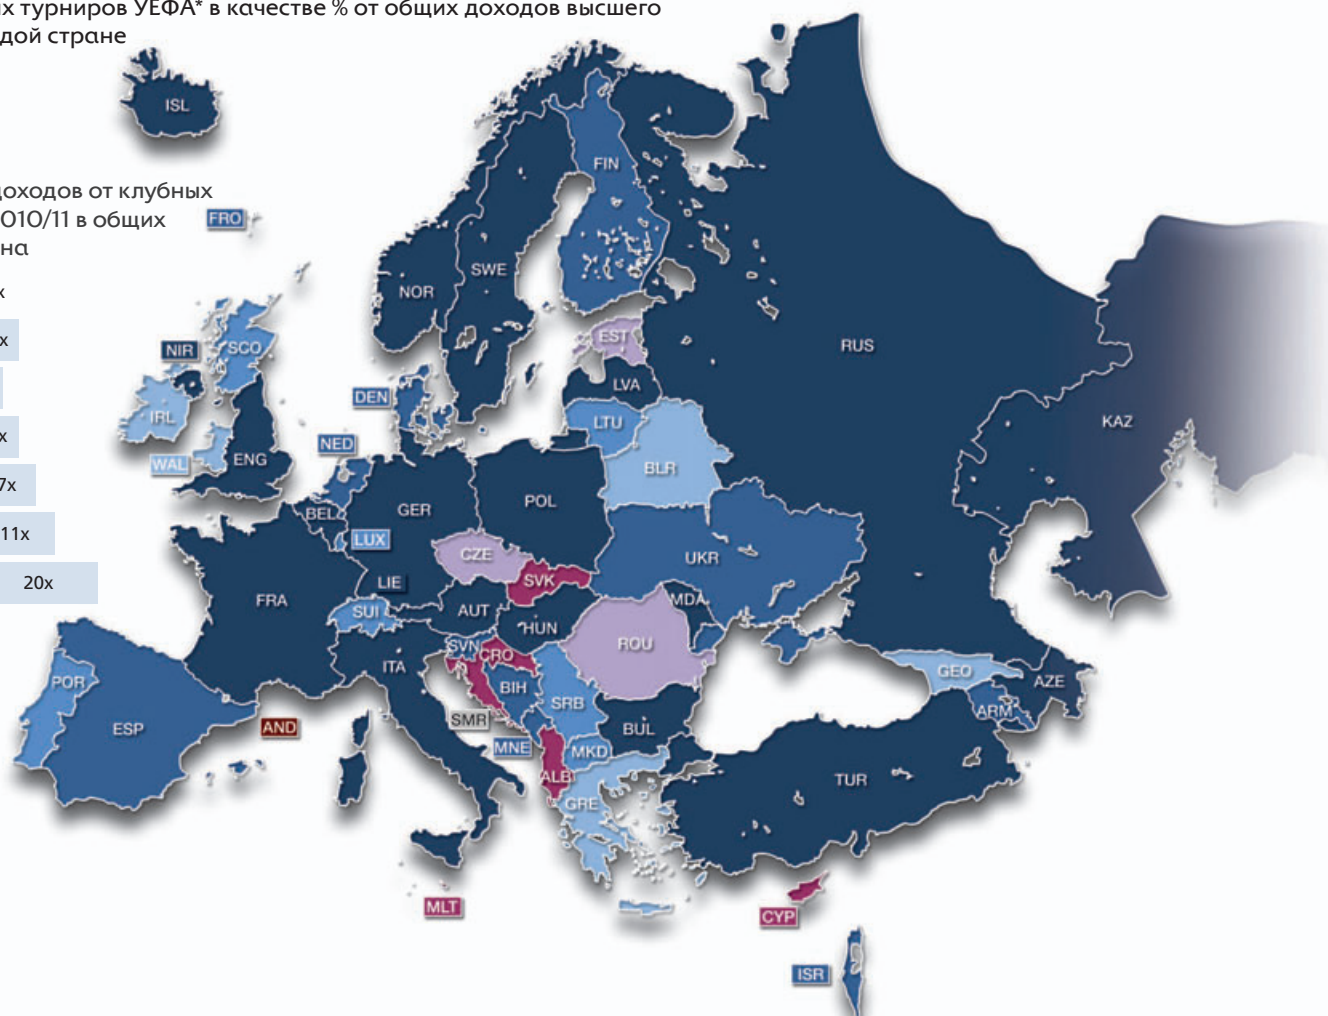 х турниров УЕФА* в качестве % от общих доходов высшего
дой стране
ISL
доходов от клубных
FRO
010/11 в общих
на
x
x
x
7x
11x
20x
FIN
SWE
NOR
EST
RUS
NIR
SCO
LVA
DEN
IRL
LTU
KAZ
NED
WAL
ENG
BLR
GER
POL
BEL
LUX
CZE
UKR
SVK
LIE
FRA
SUI
AUT
MDA
HUN
ROU
SVN
CRO
ITA
GEO
POR
AZE
BIH
SRB
ARM
SMR
ESP
AND
BUL
MNE
MKD
ALB
TUR
GRE
MLT
CYP
ISR